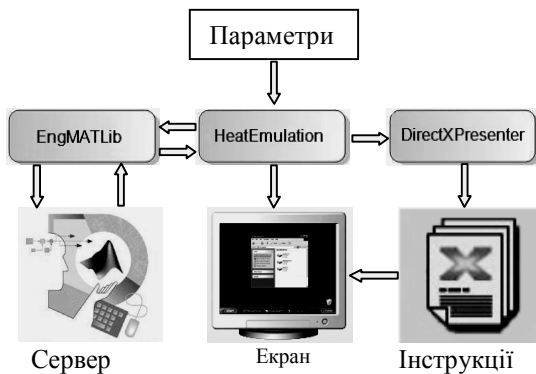 Параметри
EngMATLib
HeatEmulation
DirectXPresenter
Сервер
Екран
Інструкції